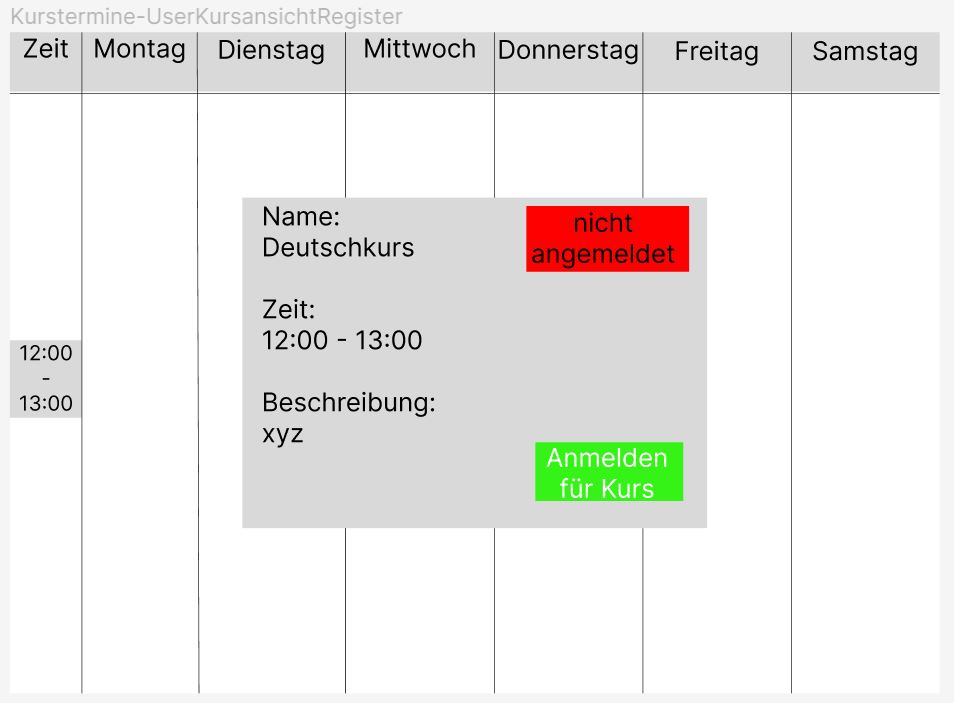 Kurstermine-UserKursansichtRegister
Zeit Montag Dienstag Mittwoch Donnerstag Freitag Samstag
Name:
Deutschkurs
nicht
angemeldet
Zeit:
12:00 - 13:00
12:00
-
13:00
Beschreibung:
xyz
Anmelden
für Kurs